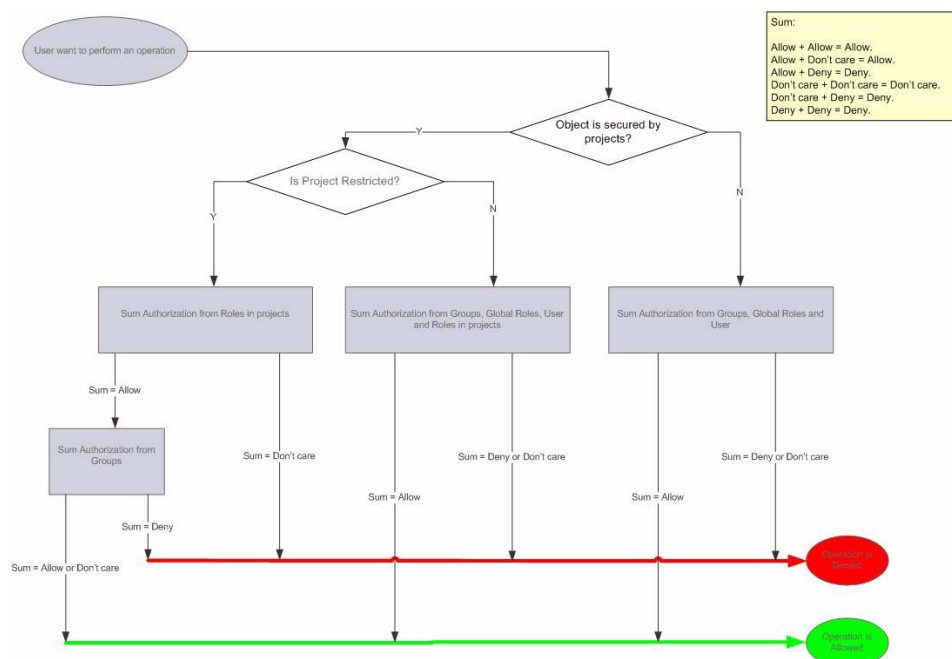 User want to perform an operation
Sum:
Allow + Allow = Allow.
Allow + Don't care = Allow.
Allow + Deny = Deny.
Don't care + Don't care = Don't care.
Don't care + Deny = Deny.
Deny + Deny = Deny.
Object is secured by
projects?
Y
N
Is Project Restricted?
Y
N
Sum Authorization from Roles in projects
Sum Authorization from Groups, Global Roles, User
and Roles in projects
Sum Authorization from Groups, Global Roles and
User
Sum = Allow
Sum Authorization from
Groups
Sum = Don't care
Sum = Deny or Don't care
Sum = Deny or Don't care
Sum = Allow
Sum = Allow
Sum = Deny
Sum = Allow or Don't care
Operation is
Denied
Operation is
Allowed